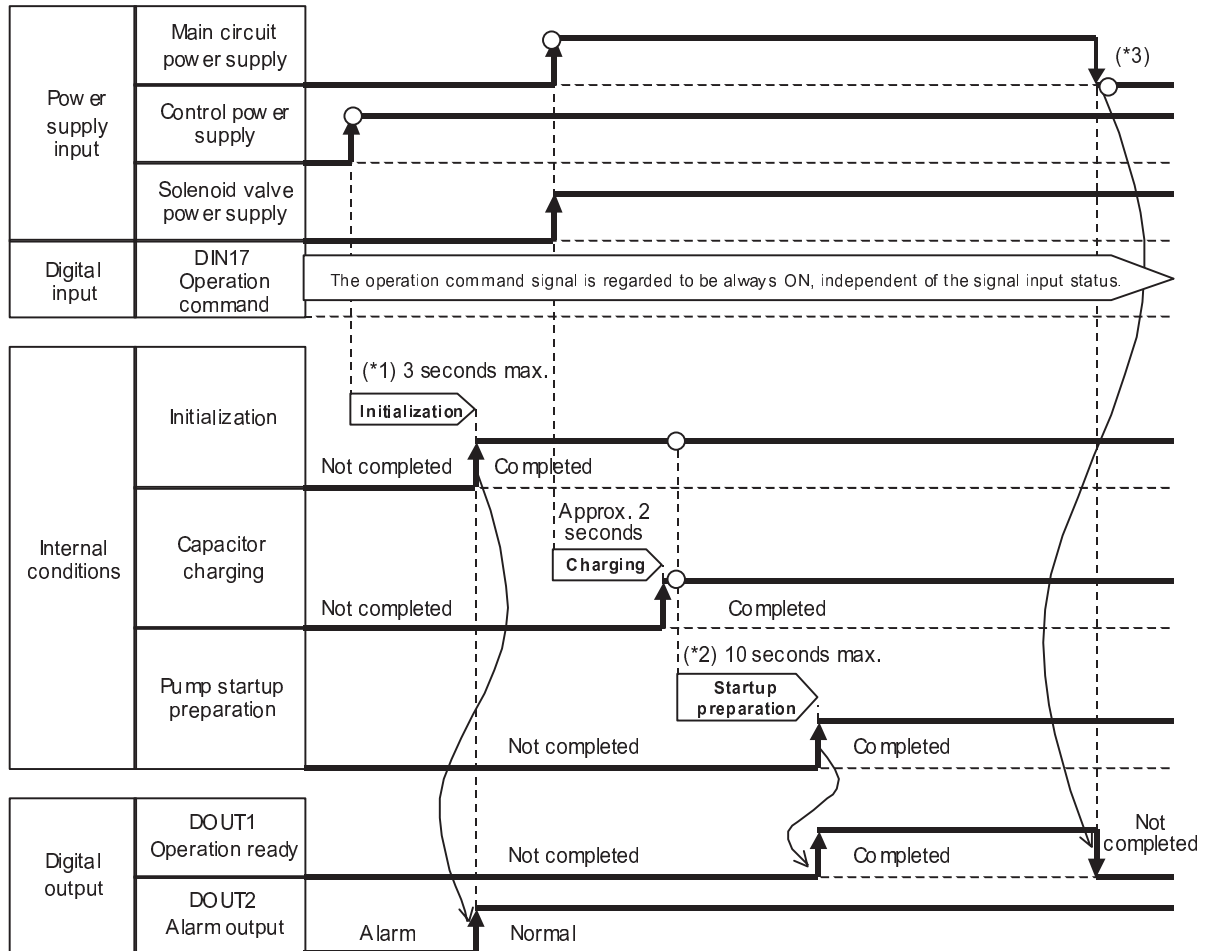 Power
supply
input
Main circuit
power supply
(*3)
Control power
supply
Solenoid valve
power supply
Digital
input
DIN17
Operation
command
The operation command signal is regarded to be always ON, independent of the signal input status.
Internal
conditions
Initialization
(*1) 3 seconds max.
Initialization
Not completed
Completed
Capacitor
charging
Approx. 2
seconds
Charging
Not completed
Completed
Pump startup
preparation
(*2) 10 seconds max.
Startup
preparation
Not completed
Completed
Digital
output
DOUT1
Operation ready
Not completed
Completed
Not
completed
DOUT2
Alarm output
Alarm
Normal